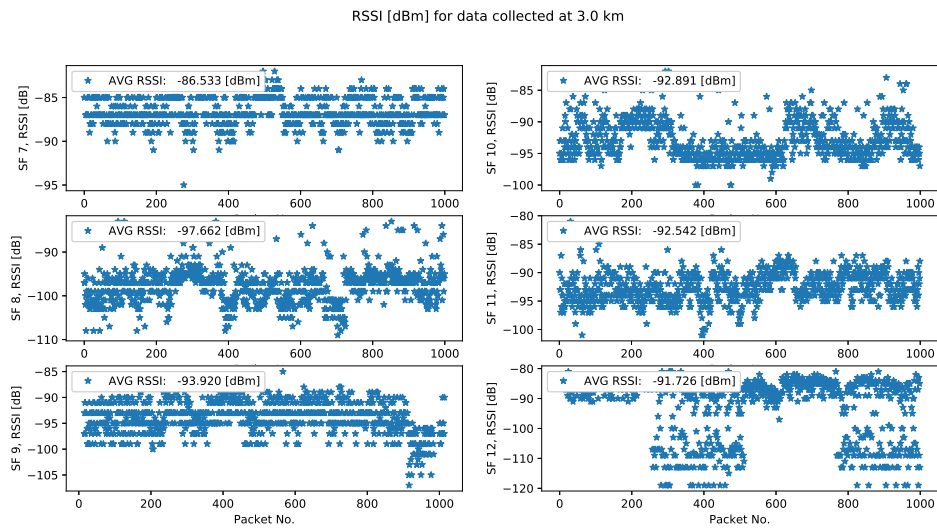 RSSI [dBm] for data collected at 3.0 km
SF 7, RSSI [dB]
AVG RSSI: -86.533 [dBm]
−85
−90
−95
0 200 400 600 800 1000
SF 10, RSSI [dB]
AVG RSSI: -92.891 [dBm]
−85
−90
−95
−100
0 200 400 600 800 1000
SF 8, RSSI [dB]
AVG RSSI: -97.662 [dBm]
−90
−100
−110
0 200 400 600 800 1000
SF 11, RSSI [dB]
AVG RSSI: -92.542 [dBm]
−80
−85
−90
−95
−100
0 200 400 600 800 1000
SF 9, RSSI [dB]
AVG RSSI: -93.920 [dBm]
−85
−90
−95
−100
−105
0 200 400 600 800 1000
Packet No.
SF 12, RSSI [dB]
AVG RSSI: -91.726 [dBm]
−80
−90
−100
−110
−120
0 200 400 600 800 1000
Packet No.